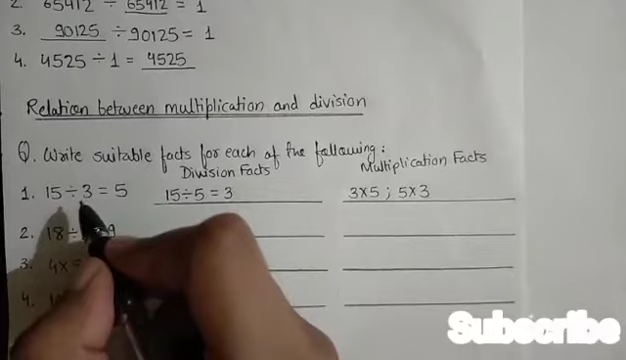 2. 65412 ÷ 65412 = 1
3. 90125 ÷ 90125 = 1
4. 4525 ÷ 1 = 4525
Relation between multiplication and division
Q. Write suitable facts for each of the following:
Division Facts Multiplication Facts
1. 15 ÷ 3 = 5 15 ÷ 5 = 3 3×5 ; 5×3
2. 18 ÷ 9
3. 4×
4.
Subscribe